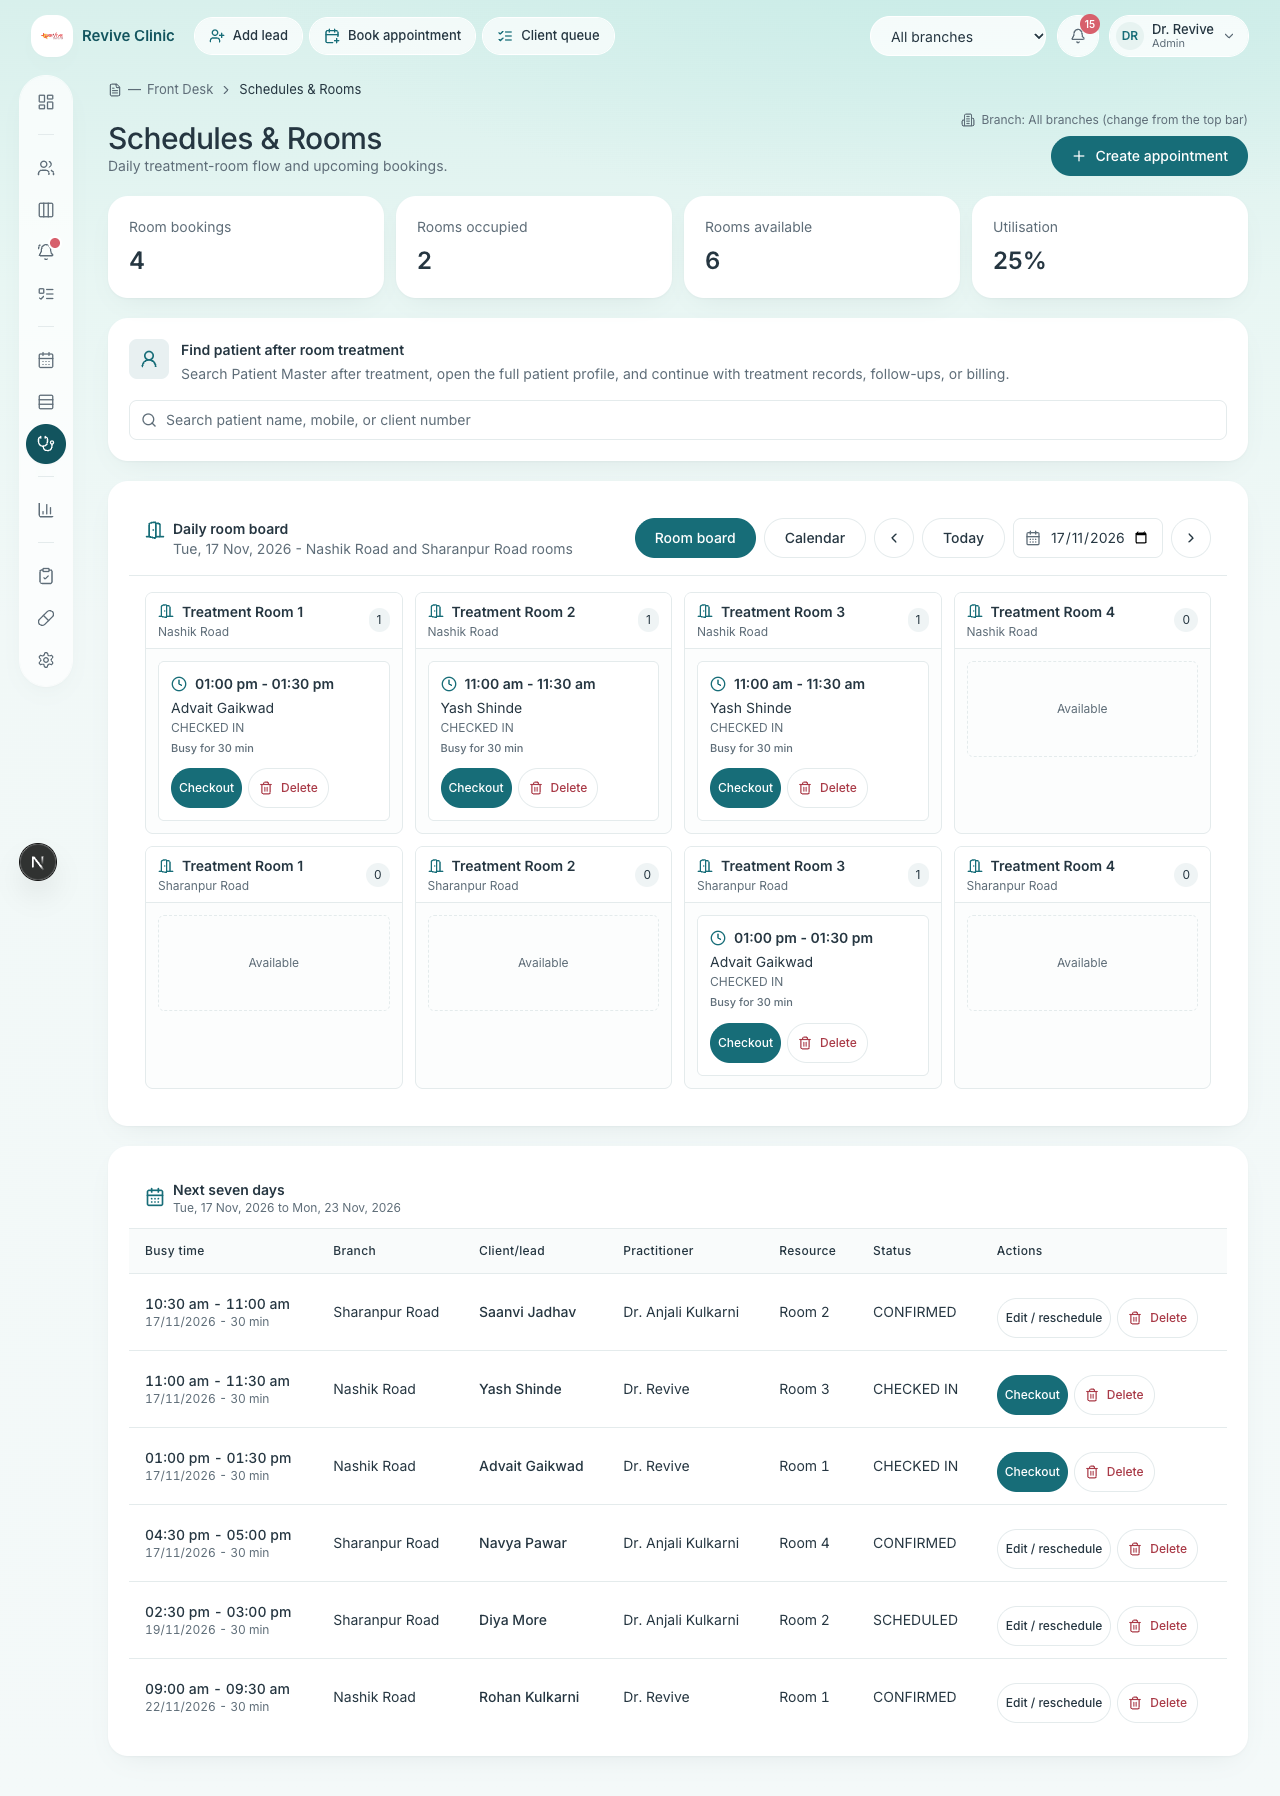 Revive Clinic
Add lead
Book appointment
Client queue
All branches
15
DR
Dr. Revive
Admin
— Front Desk > Schedules & Rooms
Schedules & Rooms
Daily treatment-room flow and upcoming bookings.
Branch: All branches (change from the top bar)
Create appointment
Room bookings
4
Rooms occupied
2
Rooms available
6
Utilisation
25%
Find patient after room treatment
Search Patient Master after treatment, open the full patient profile, and continue with treatment records, follow-ups, or billing.
Search patient name, mobile, or client number
Daily room board
Tue, 17 Nov, 2026 - Nashik Road and Sharanpur Road rooms
Room board
Calendar
Today
17/11/2026
Treatment Room 1
Nashik Road
1
01:00 pm - 01:30 pm
Advait Gaikwad
CHECKED IN
Busy for 30 min
Checkout
Delete
Treatment Room 2
Nashik Road
1
11:00 am - 11:30 am
Yash Shinde
CHECKED IN
Busy for 30 min
Checkout
Delete
Treatment Room 3
Nashik Road
1
11:00 am - 11:30 am
Yash Shinde
CHECKED IN
Busy for 30 min
Checkout
Delete
Treatment Room 4
Nashik Road
0
Available
Treatment Room 1
Sharanpur Road
0
Available
Treatment Room 2
Sharanpur Road
0
Available
Treatment Room 3
Sharanpur Road
1
01:00 pm - 01:30 pm
Advait Gaikwad
CHECKED IN
Busy for 30 min
Checkout
Delete
Treatment Room 4
Sharanpur Road
0
Available
N
Next seven days
Tue, 17 Nov, 2026 to Mon, 23 Nov, 2026
Busy time Branch Client/lead Practitioner Resource Status Actions
10:30 am - 11:00 am
17/11/2026 - 30 min
Sharanpur Road Saanvi Jadhav Dr. Anjali Kulkarni Room 2 CONFIRMED Edit / reschedule Delete
11:00 am - 11:30 am
17/11/2026 - 30 min
Nashik Road Yash Shinde Dr. Revive Room 3 CHECKED IN Checkout Delete
01:00 pm - 01:30 pm
17/11/2026 - 30 min
Nashik Road Advait Gaikwad Dr. Revive Room 1 CHECKED IN Checkout Delete
04:30 pm - 05:00 pm
17/11/2026 - 30 min
Sharanpur Road Navya Pawar Dr. Anjali Kulkarni Room 4 CONFIRMED Edit / reschedule Delete
02:30 pm - 03:00 pm
19/11/2026 - 30 min
Sharanpur Road Diya More Dr. Anjali Kulkarni Room 2 SCHEDULED Edit / reschedule Delete
09:00 am - 09:30 am
22/11/2026 - 30 min
Nashik Road Rohan Kulkarni Dr. Revive Room 1 CONFIRMED Edit / reschedule Delete